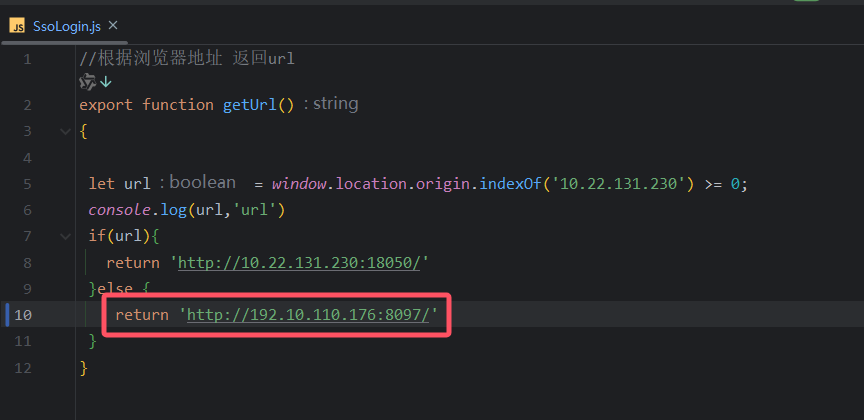 JS SsoLogin.js ×
1 //根据浏览器地址 返回url
2 export function getUrl() : string
3 {
4
5 let url : boolean = window.location.origin.indexOf('10.22.131.230') >= 0;
6 console.log(url,'url')
7 if(url){
8 return 'http://10.22.131.230:18050/'
9 }else {
10 return 'http://192.10.110.176:8097/'
11 }
12 }